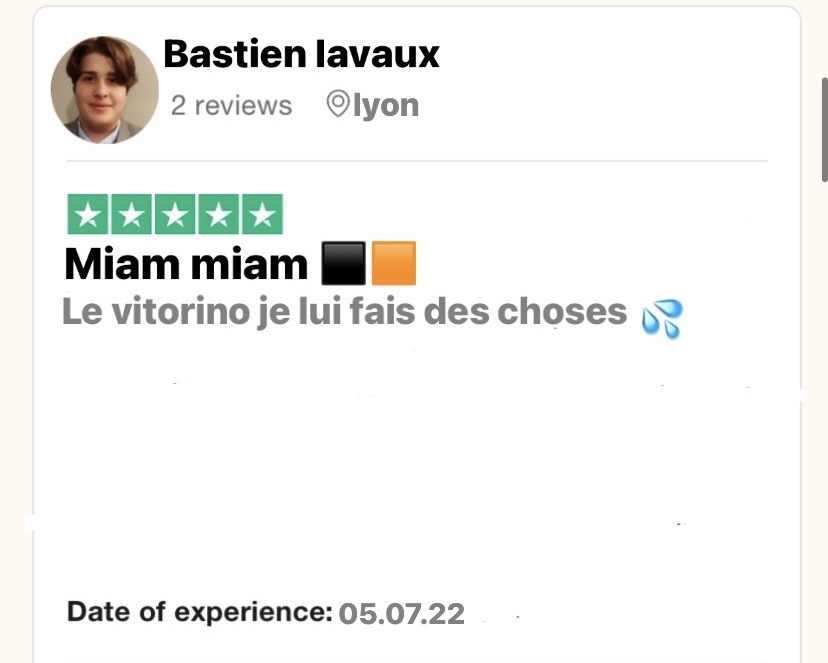 Bastien lavaux
2 reviews lyon
Miam miam ⬛🟧
Le vitorino je lui fais des choses 💦
Date of experience: 05.07.22